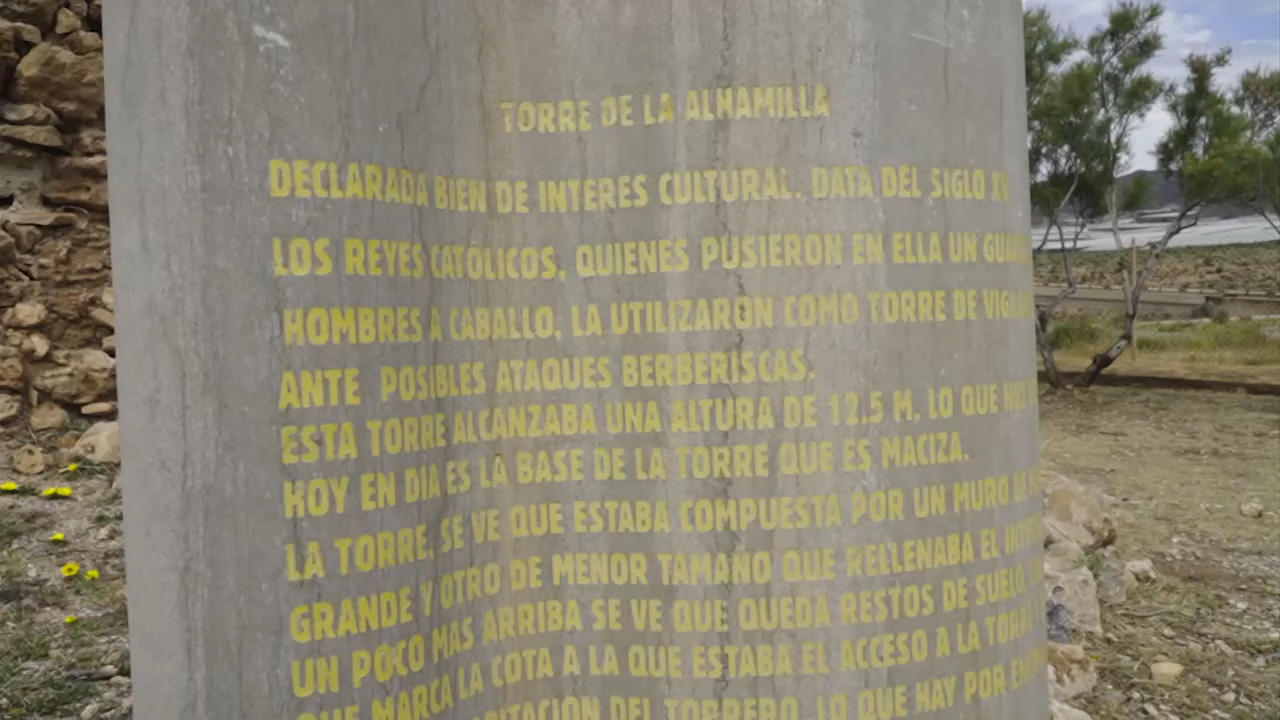 TORRE DE LA ALHAMILLA
DECLARADA BIEN DE INTERES CULTURAL. DATA DEL SIGLO
LOS REYES CATOLICOS, QUIENES PUSIERON EN ELLA UN
HOMBRES A CABALLO, LA UTILIZARON COMO TORRE DE
ANTE POSIBLES ATAQUES BERBERISCAS.
ESTA TORRE ALCANZABA UNA ALTURA DE 12.5 M. LO QUE
HOY EN DIA ES LA BASE DE LA TORRE QUE ES MACIZA.
LA TORRE, SE VE QUE ESTABA COMPUESTA POR UN MURO
GRANDE Y OTRO DE MENOR TAMAÑO QUE RELLENABA EL
UN POCO MAS ARRIBA SE VE QUE QUEDA RESTOS DE SUELO,
QUE MARCA LA COTA A LA QUE ESTABA EL ACCESO A LA TORRE
DEL TORRERO, LO QUE HAY POR